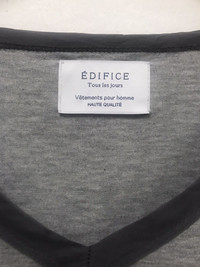 ÉDIFICE
Tous les jours
Vêtements pour homme
HAUTE QUALITÉ